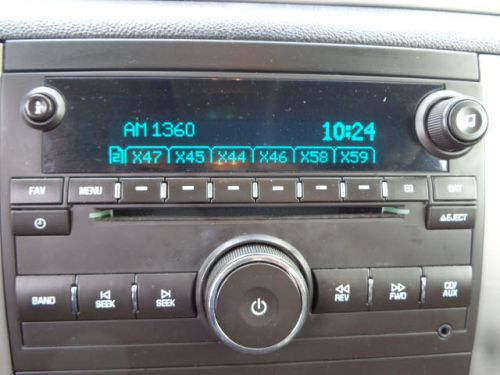 AM 1360 10:24
2 X47 X45 X44 X46 X58 X59
FAV MENU EQ CAT
EJECT
BAND SEEK SEEK REV FWD CD/AUX